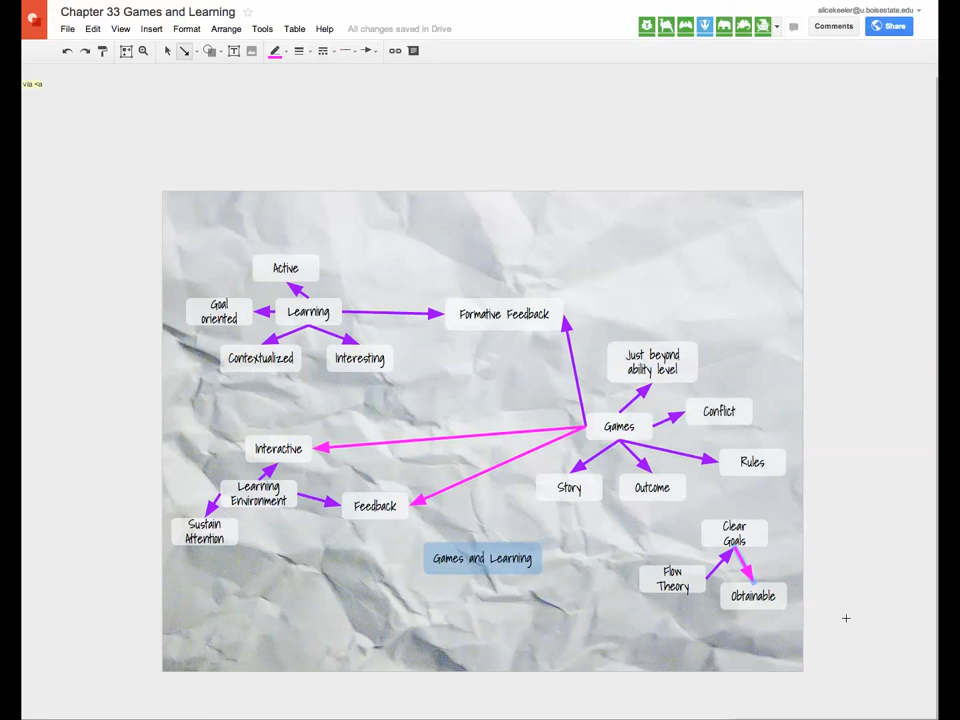 Chapter 33 Games and Learning
alicekeeler@u.boisestate.edu
File Edit View Insert Format Arrange Tools Table Help All changes saved in Drive
Comments
Share
via <a
Active
Goal
oriented
Learning
Formative Feedback
Contextualized
Interesting
Just beyond
ability level
Conflict
Games
Interactive
Rules
Story
Outcome
Learning
Environment
Feedback
Sustain
Attention
Clear
Goals
Games and Learning
Flow
Theory
Obtainable